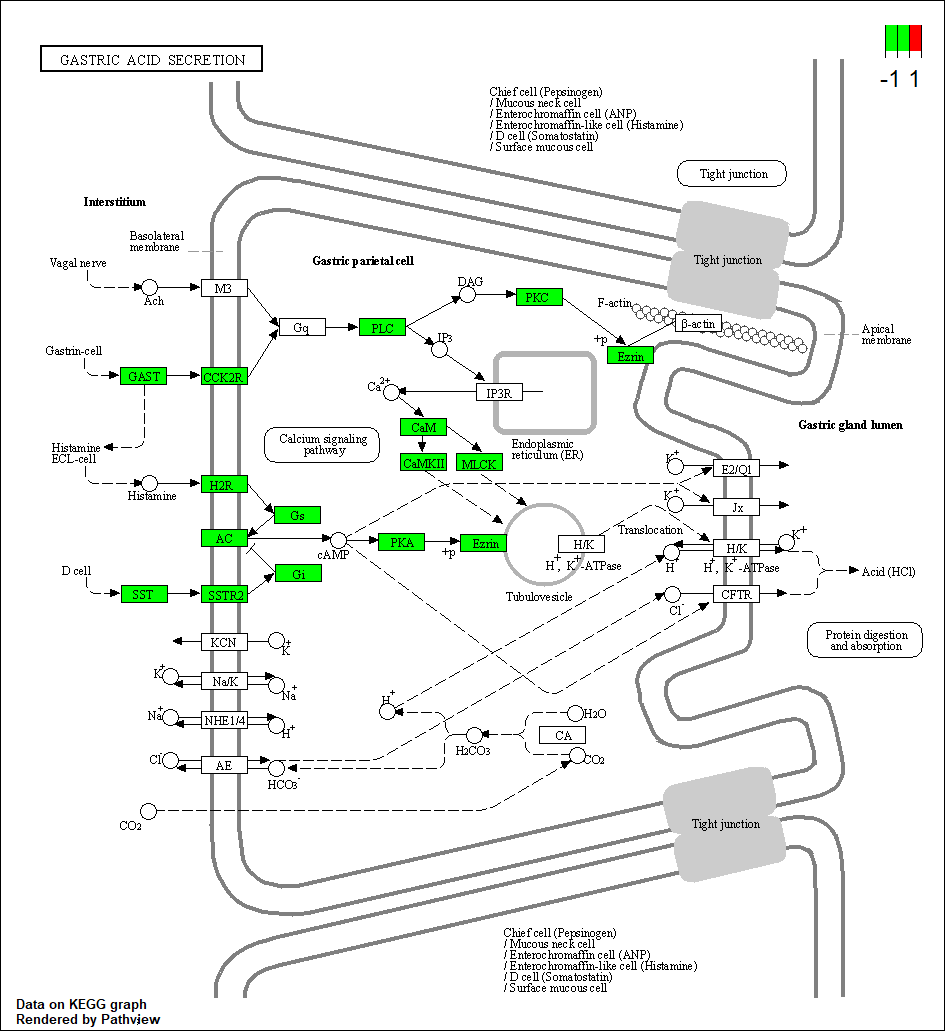 GASTRIC ACID SECRETION
-1 1
Chief cell (Pepsinogen)
/ Mucous neck cell
/ Enterochromaffin cell (ANP)
/ Enterochromaffin-like cell (Histamine)
/ D cell (Somatostatin)
/ Surface mucous cell
Tight junction
Interstitium
Basolateral
membrane
Gastric parietal cell
Tight junction
Vagal nerve
Ach
M3
Gq
PLC
DAG
PKC
IP3
F-actin
β-actin
+p
Ezrin
Apical
membrane
Gastrin-cell
GAST
CCK2R
Ca2+
IP3R
CaM
CaMKII
MLCK
Endoplasmic
reticulum (ER)
Calcium signaling
pathway
Gastric gland lumen
Histamine
ECL-cell
Histamine
H2R
Gs
AC
cAMP
PKA
+p
Ezrin
Gi
D cell
SST
SSTR2
H/K
H+, K+-ATPase
Tubulovesicle
Translocation
K+
E2/Q1
K+
Jx
H+
H/K
K+
H+, K+-ATPase
Cl-
CFTR
Acid (HCl)
Protein digestion
and absorption
KCN
K+
K+
Na/K
Na+
Na+
NHE1/4
H+
Cl-
AE
HCO3-
H+
H2CO3
H2O
CA
CO2
CO2
Tight junction
Chief cell (Pepsinogen)
/ Mucous neck cell
/ Enterochromaffin cell (ANP)
/ Enterochromaffin-like cell (Histamine)
/ D cell (Somatostatin)
/ Surface mucous cell
Data on KEGG graph
Rendered by Pathview